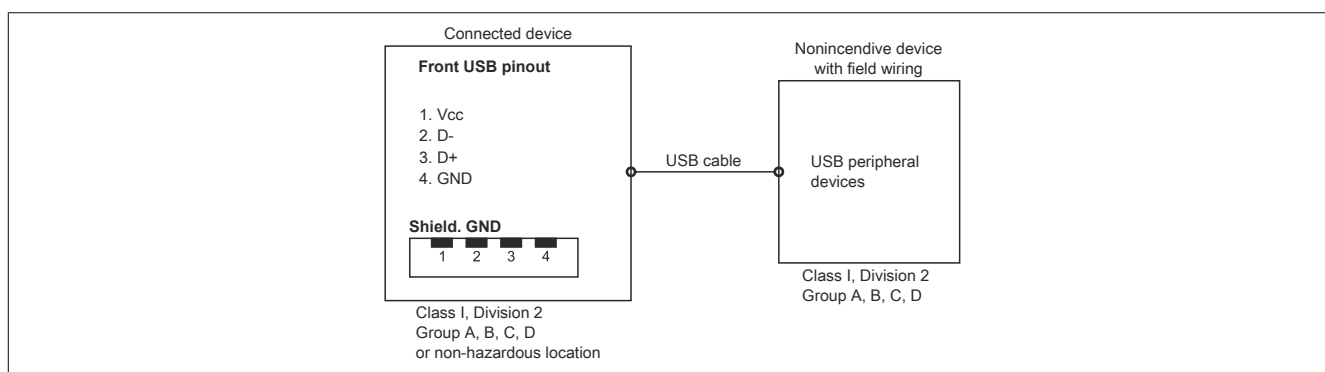 Connected device
Front USB pinout
1. Vcc
2. D-
3. D+
4. GND
Shield. GND
1 2 3 4
Class I, Division 2
Group A, B, C, D
or non-hazardous location
USB cable
Nonincendive device
with field wiring
USB peripheral
devices
Class I, Division 2
Group A, B, C, D